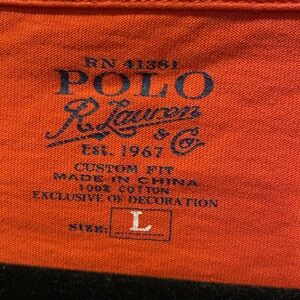 RN 41381
POLO
R. Lauren
& Co
EST. 1967
CUSTOM FIT
MADE IN CHINA
100% COTTON
EXCLUSIVE OF DECORATION
SIZE: L